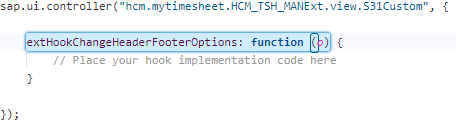 sap.ui.controller("hcm.mytimesheet.HCM_TSH_MANExt.view.S31Custom", {
extHookChangeHeaderFooterOptions: function (o) {
// Place your hook implementation code here
}
});